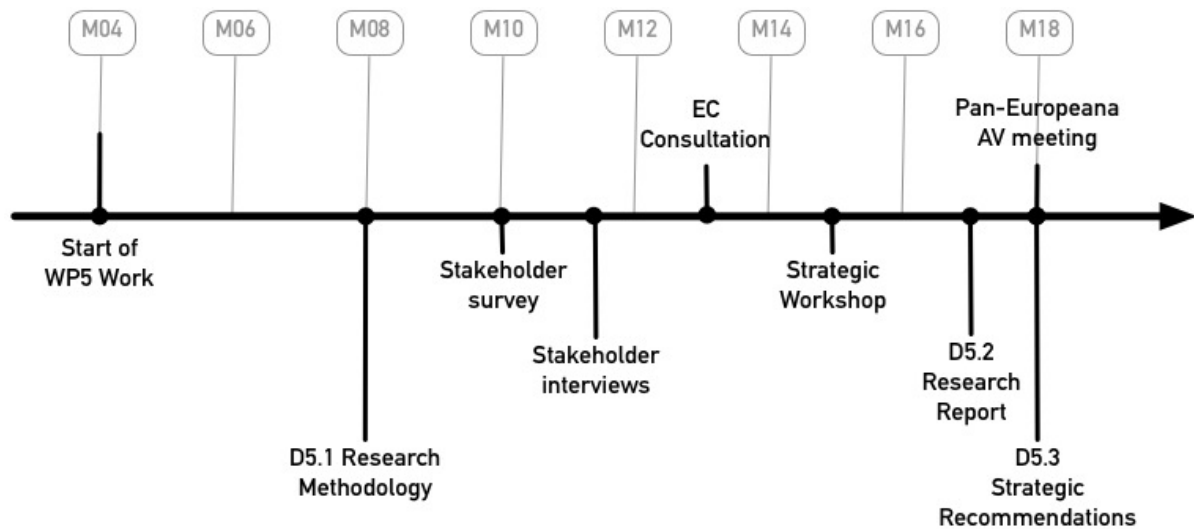 M04
M06
M08
M10
M12
M14
M16
M18
EC
Consultation
Pan-Europeana
AV meeting
Start of
WP5 Work
Stakeholder
survey
Strategic
Workshop
Stakeholder
interviews
D5.2
Research
Report
D5.1 Research
Methodology
D5.3
Strategic
Recommendations